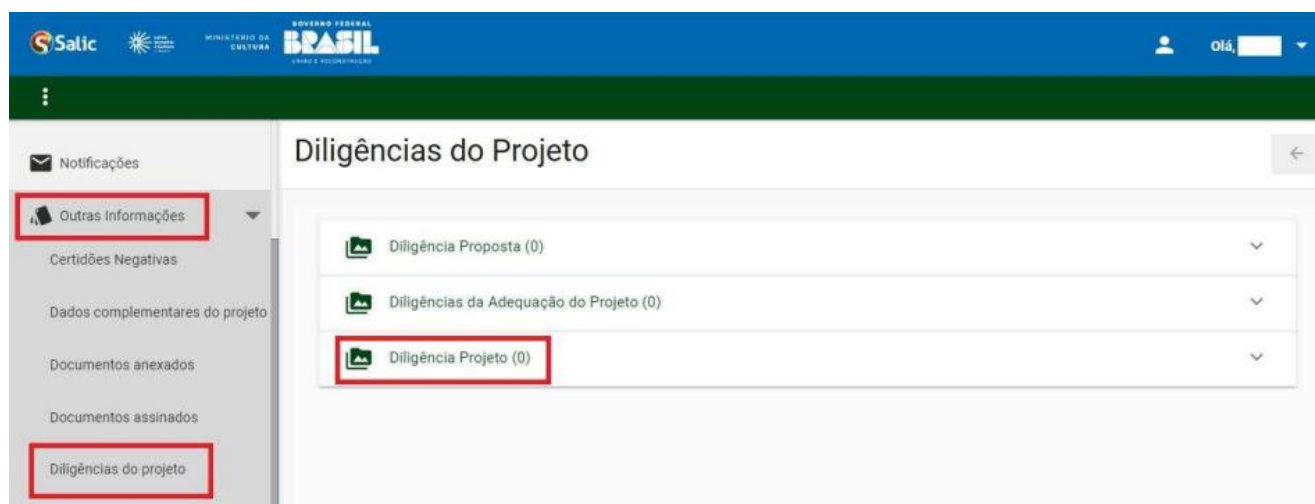 Salic
MINISTÉRIO DA
CULTURA
GOVERNO FEDERAL
BRASIL
UNIÃO E RECONSTRUÇÃO
Olá,
Notificações
Outras Informações
Certidões Negativas
Dados complementares do projeto
Documentos anexados
Documentos assinados
Diligências do projeto
Diligências do Projeto
Diligência Proposta (0)
Diligências da Adequação do Projeto (0)
Diligência Projeto (0)